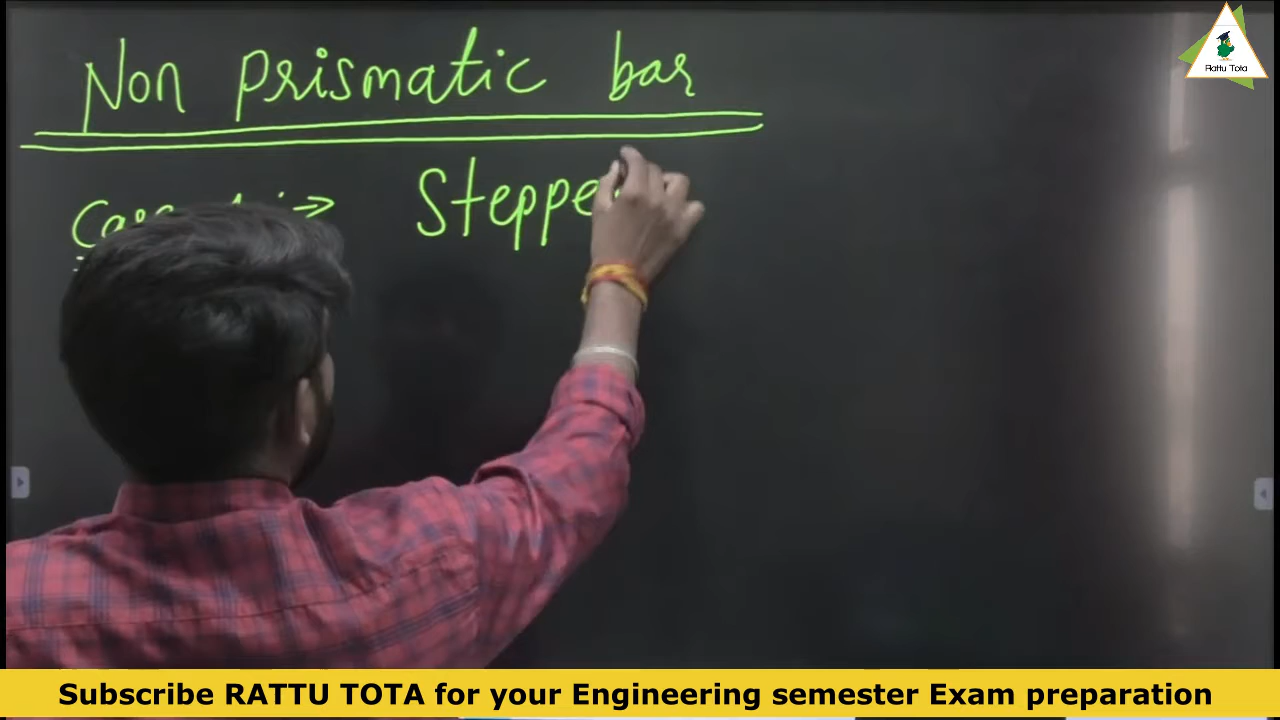 Non prismatic bar
Rattu Tota
Steppe
Subscribe RATTU TOTA for your Engineering semester Exam preparation